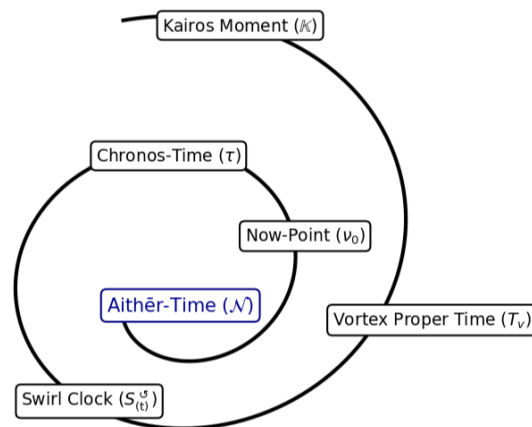 Kairos Moment (𝕂)
Chronos-Time (τ)
Now-Point (ν₀)
Aithēr-Time (𝒩)
Vortex Proper Time (Tᵥ)
Swirl Clock (S₍ₜ₎^↺)